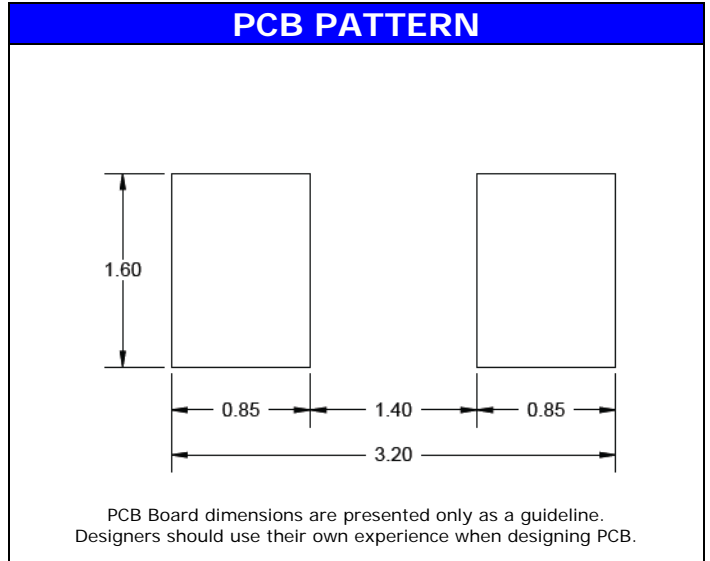 PCB PATTERN
1.60
0.85 1.40 0.85
3.20
PCB Board dimensions are presented only as a guideline.
Designers should use their own experience when designing PCB.